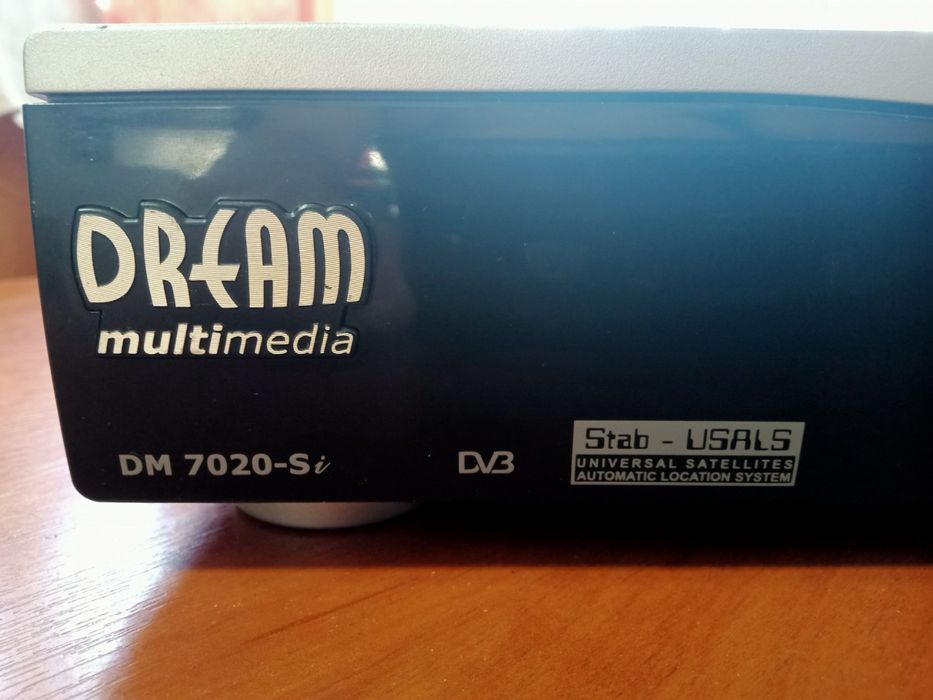 DREAM
multimedia
DM 7020-Si
DVB
Stab - USALS
UNIVERSAL SATELLITES
AUTOMATIC LOCATION SYSTEM